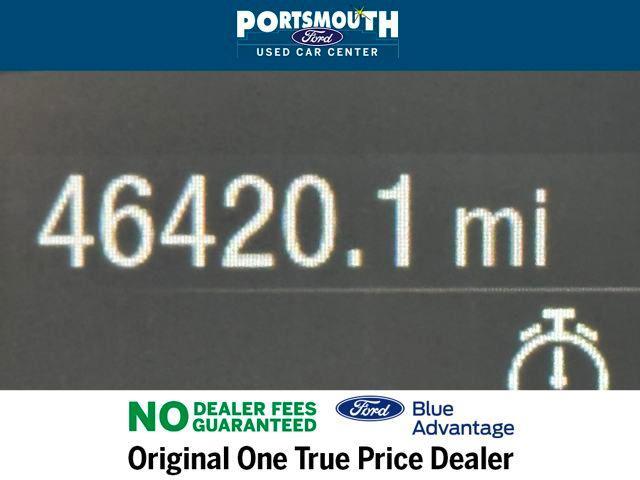 PORTSMOUTH
Ford
USED CAR CENTER
46420.1 mi
NO DEALER FEES GUARANTEED
Ford Blue Advantage
Original One True Price Dealer